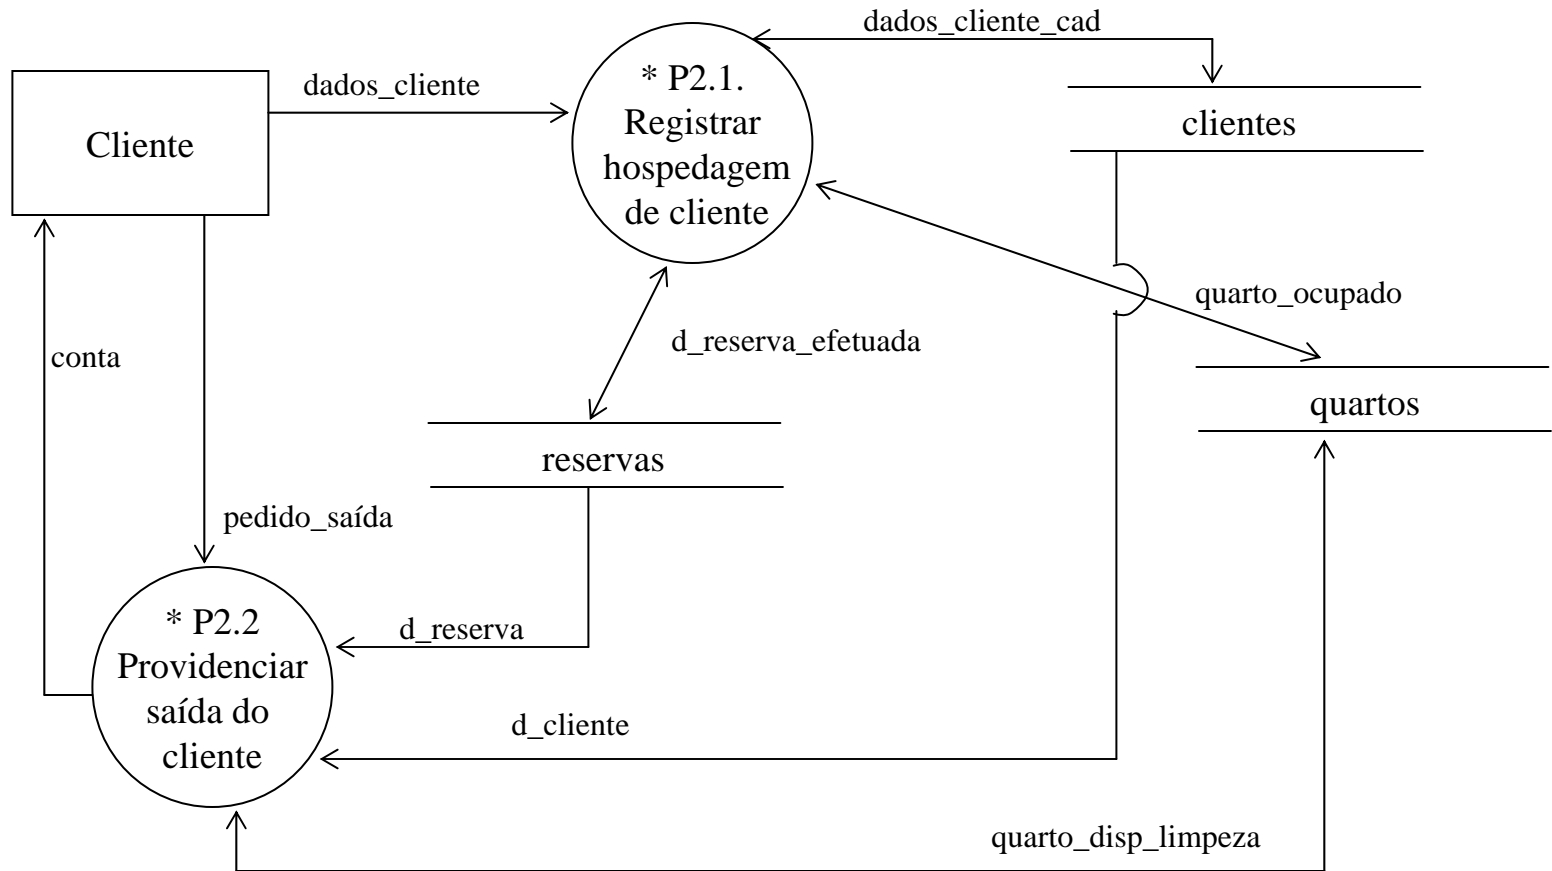 dados_cliente_cad
dados_cliente
* P2.1.
Registrar
hospedagem
de cliente
Cliente
clientes
quarto_ocupado
d_reserva_efetuada
conta
quartos
reservas
pedido_saída
* P2.2
Providenciar
saída do
cliente
d_reserva
d_cliente
quarto_disp_limpeza